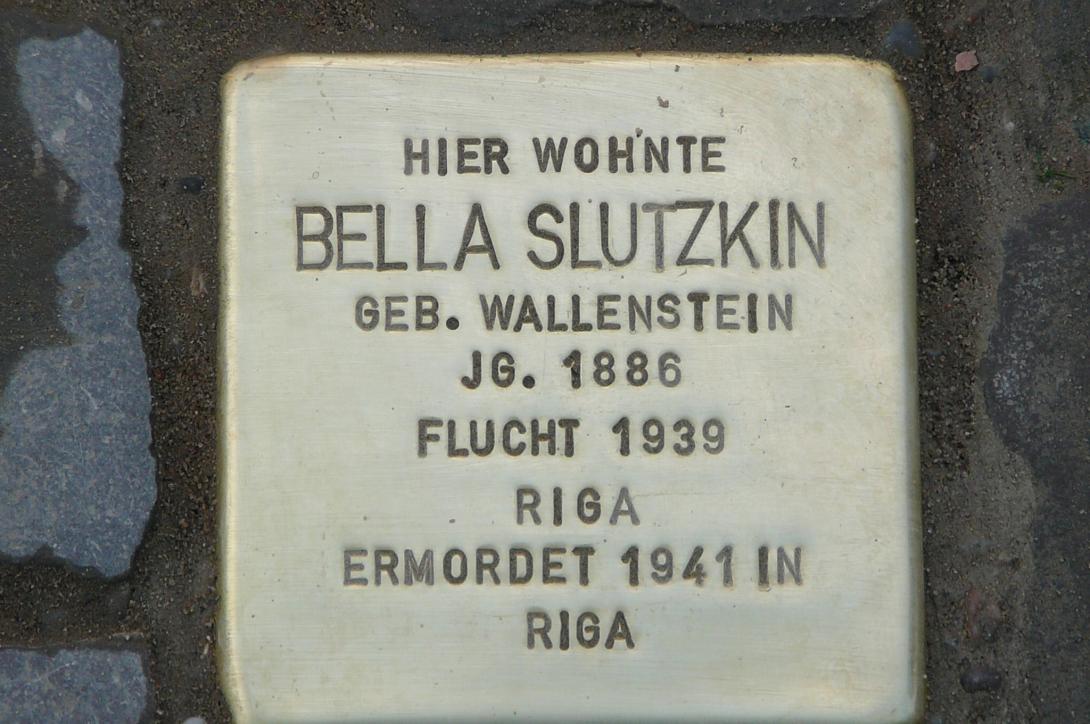 HIER WOHNTE
BELLA SLUTZKIN
GEB. WALLENSTEIN
JG. 1886
FLUCHT 1939
RIGA
ERMORDET 1941 IN
RIGA